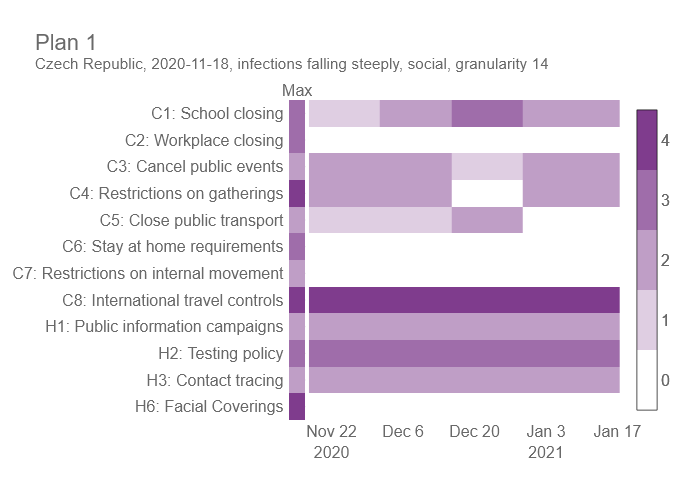 Plan 1
Czech Republic, 2020-11-18, infections falling steeply, social, granularity 14
Max
C1: School closing
C2: Workplace closing
C3: Cancel public events
C4: Restrictions on gatherings
C5: Close public transport
C6: Stay at home requirements
C7: Restrictions on internal movement
C8: International travel controls
H1: Public information campaigns
H2: Testing policy
H3: Contact tracing
H6: Facial Coverings
4
3
2
1
0
Nov 22 Dec 6 Dec 20 Jan 3 Jan 17
2020 2021